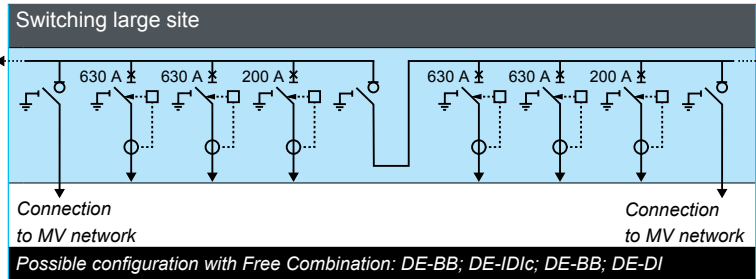 Switching large site
630 A
630 A
200 A
630 A
630 A
200 A
Connection
to MV network
Connection
to MV network
Possible configuration with Free Combination: DE-BB; DE-IDIc; DE-BB; DE-DI